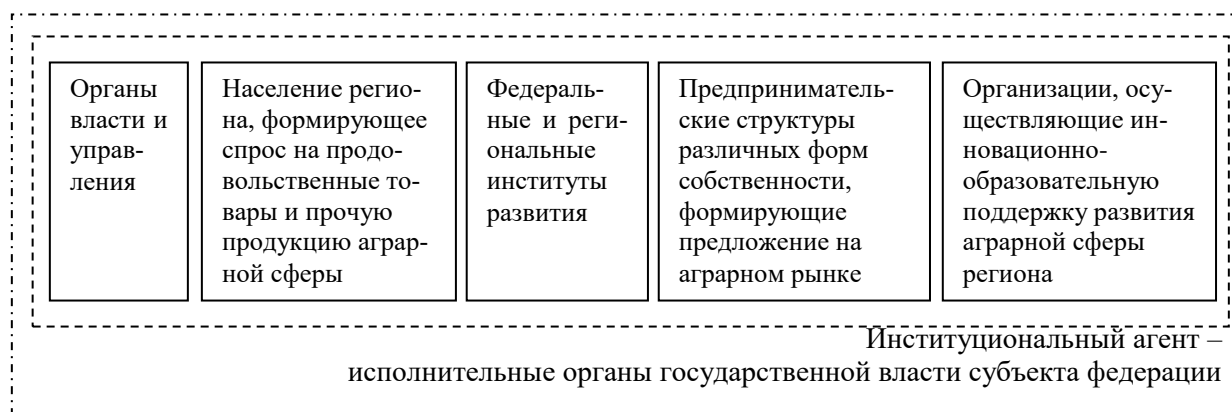 Органы
власти и
управ-
ления
Население регио-
на, формирующее
спрос на продо-
вольственные то-
вары и прочую
продукцию аграр-
ной сферы
Федераль-
ные и реги-
ональные
институты
развития
Предприниматель-
ские структуры
различных форм
собственности,
формирующие
предложение на
аграрном рынке
Организации, осу-
ществляющие ин-
новационно-
образовательную
поддержку развития
аграрной сферы
региона
Институциональный агент –
исполнительные органы государственной власти субъекта федерации